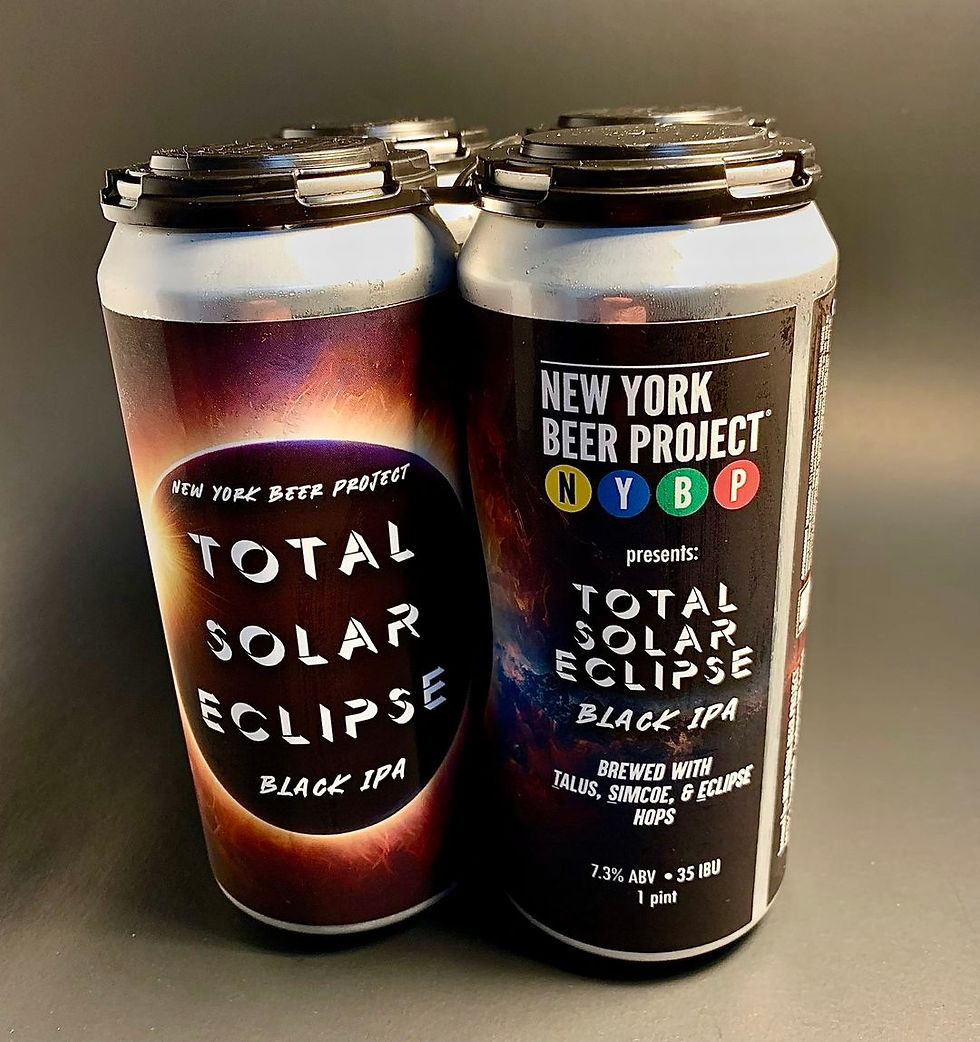 NEW YORK BEER PROJECT
TOTAL
SOLAR
ECLIPSE
BLACK IPA
NEW YORK
BEER PROJECT®
N Y B P
presents:
TOTAL
SOLAR
ECLIPSE
BLACK IPA
BREWED WITH
TALUS, SIMCOE, & ECLIPSE
HOPS
7.3% ABV • 35 IBU
1 pint